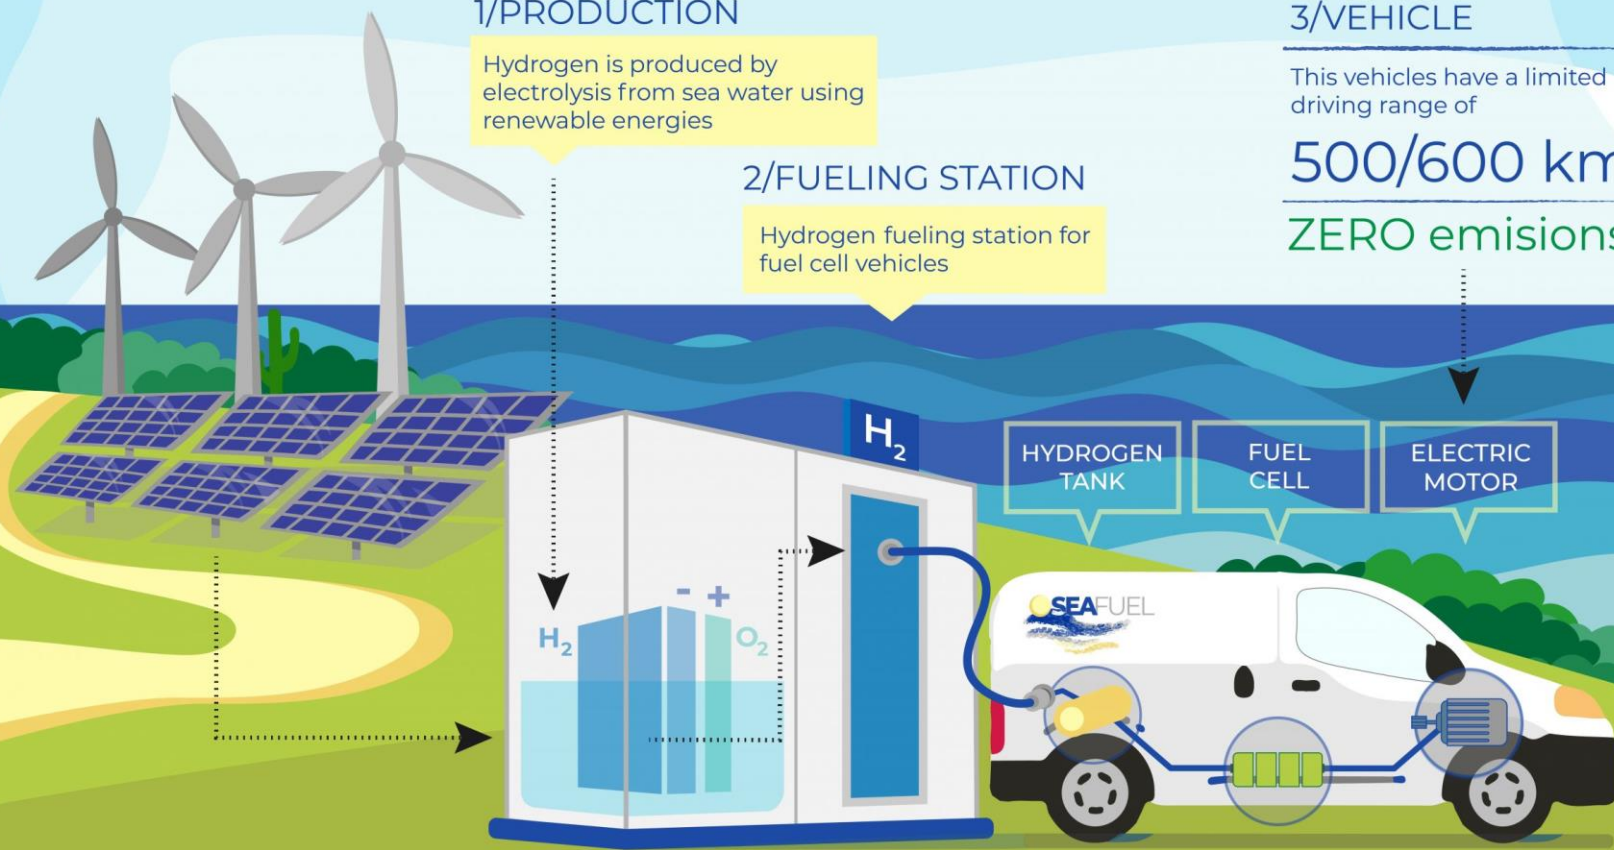 1/PRODUCTION
Hydrogen is produced by
electrolysis from sea water using
renewable energies
2/FUELING STATION
Hydrogen fueling station for
fuel cell vehicles
3/VEHICLE
This vehicles have a limited
driving range of
500/600 km
ZERO emisions
H2
HYDROGEN
TANK
FUEL
CELL
ELECTRIC
MOTOR
- +
H2
O2
SEAFUEL